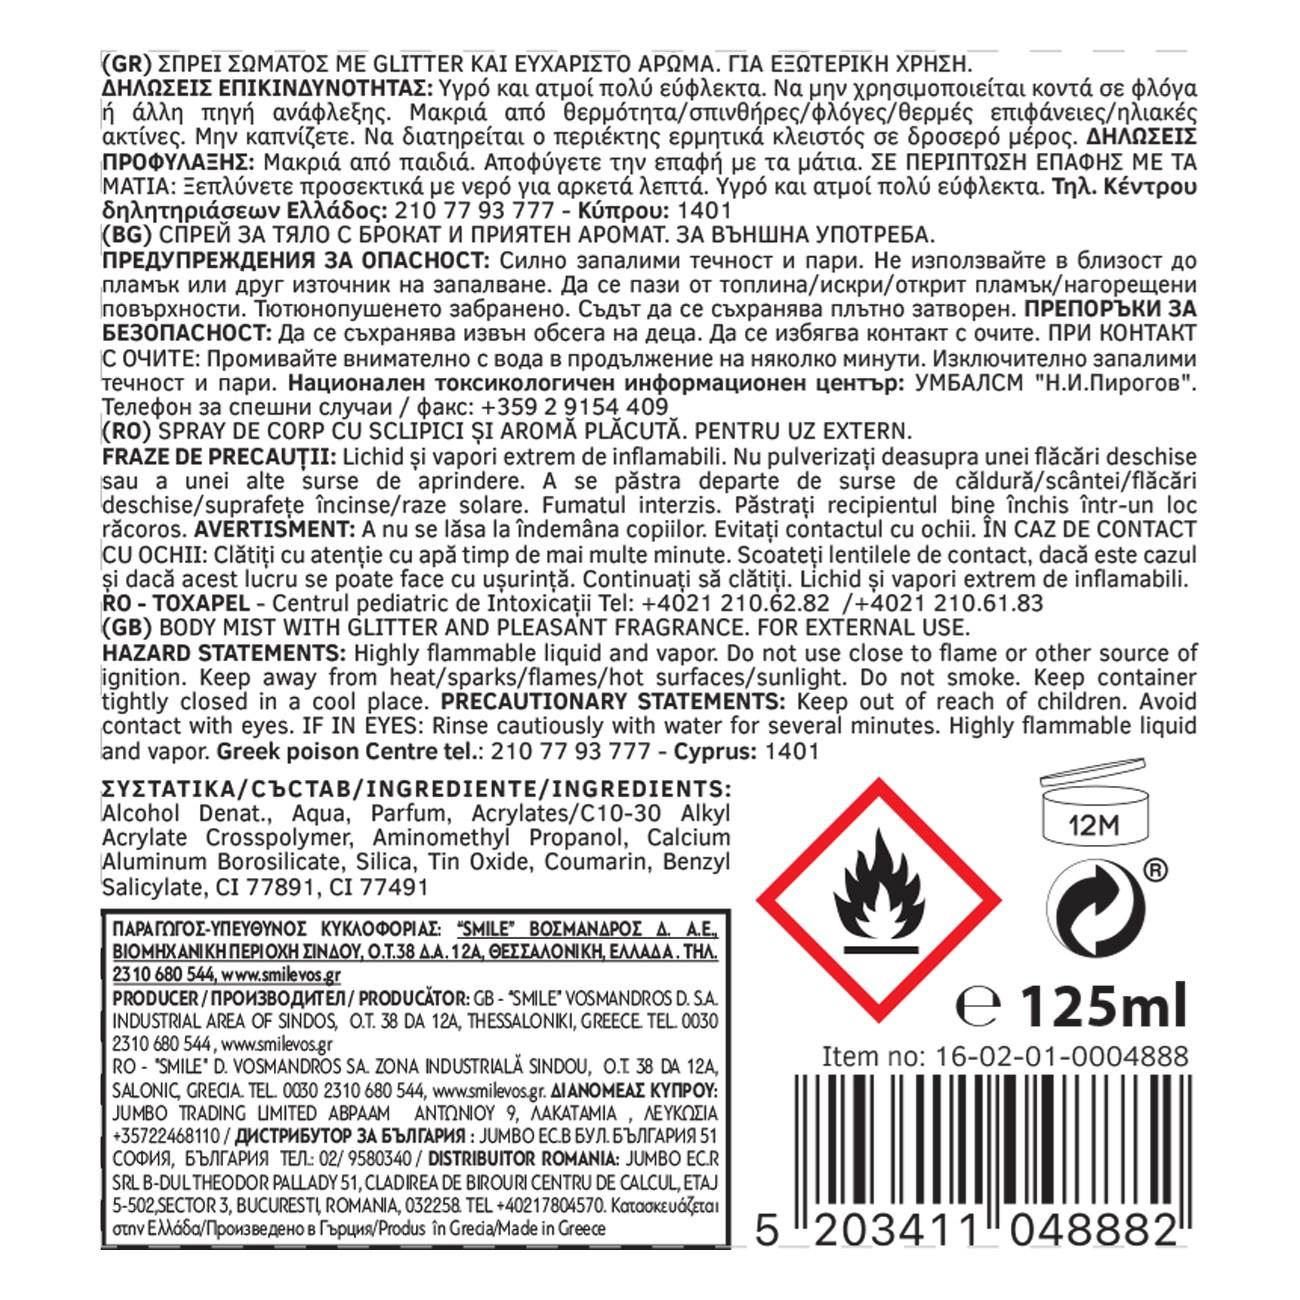 (GR) ΣΠΡΕΙ ΣΩΜΑΤΟΣ ΜΕ GLITTER ΚΑΙ ΕΥΧΑΡΙΣΤΟ ΑΡΩΜΑ. ΓΙΑ ΕΞΩΤΕΡΙΚΗ ΧΡΗΣΗ.
ΔΗΛΩΣΕΙΣ ΕΠΙΚΙΝΔΥΝΟΤΗΤΑΣ: Υγρό και ατμοί πολύ εύφλεκτα. Να μην χρησιμοποιείται κοντά σε φλόγα
ή άλλη πηγή ανάφλεξης. Μακριά από θερμότητα/σπινθήρες/φλόγες/θερμές επιφάνειες/ηλιακές
ακτίνες. Μην καπνίζετε. Να διατηρείται ο περιέκτης ερμητικά κλειστός σε δροσερό μέρος. ΔΗΛΩΣΕΙΣ
ΠΡΟΦΥΛΑΞΗΣ: Μακριά από παιδιά. Αποφύγετε την επαφή με τα μάτια. ΣΕ ΠΕΡΙΠΤΩΣΗ ΕΠΑΦΗΣ ΜΕ ΤΑ
ΜΑΤΙΑ: Ξεπλύνετε προσεκτικά με νερό για αρκετά λεπτά. Υγρό και ατμοί πολύ εύφλεκτα. Τηλ. Κέντρου
δηλητηριάσεων Ελλάδος: 210 77 93 777 - Κύπρου: 1401
(BG) СПРЕЙ ЗА ТЯЛО С БРОКАТ И ПРИЯТЕН АРОМАТ. ЗА ВЪНШНА УПОТРЕБА.
ПРЕДУПРЕЖДЕНИЯ ЗА ОПАСНОСТ: Силно запалими течност и пари. Не използвайте в близост до
пламък или друг източник на запалване. Да се пази от топлина/искри/открит пламък/нагорещени
повърхности. Тютюнопушенето забранено. Съдът да се съхранява плътно затворен. ПРЕПОРЪКИ ЗА
БЕЗОПАСНОСТ: Да се съхранява извън обсега на деца. Да се избягва контакт с очите. ПРИ КОНТАКТ
С ОЧИТЕ: Промивайте внимателно с вода в продължение на няколко минути. Изключително запалими
течност и пари. Национален токсикологичен информационен център: УМБАЛСМ "Н.И.Пирогов".
Телефон за спешни случаи / факс: +359 2 9154 409
(RO) SPRAY DE CORP CU SCLIPICI ȘI AROMĂ PLĂCUTĂ. PENTRU UZ EXTERN.
FRAZE DE PRECAUȚII: Lichid și vapori extrem de inflamabili. Nu pulverizați deasupra unei flăcări deschise
sau a unei alte surse de aprindere. A se păstra departe de surse de căldură/scântei/flăcări
deschise/suprafețe încinse/raze solare. Fumatul interzis. Păstrați recipientul bine închis într-un loc
răcoros. AVERTISMENT: A nu se lăsa la îndemâna copiilor. Evitați contactul cu ochii. ÎN CAZ DE CONTACT
CU OCHII: Clătiți cu atenție cu apă timp de mai multe minute. Scoateți lentilele de contact, dacă este cazul
și dacă acest lucru se poate face cu ușurință. Continuați să clătiți. Lichid și vapori extrem de inflamabili.
RO - TOXAPEL - Centrul pediatric de Intoxicații Tel: +4021 210.62.82 /+4021 210.61.83
(GB) BODY MIST WITH GLITTER AND PLEASANT FRAGRANCE. FOR EXTERNAL USE.
HAZARD STATEMENTS: Highly flammable liquid and vapor. Do not use close to flame or other source of
ignition. Keep away from heat/sparks/flames/hot surfaces/sunlight. Do not smoke. Keep container
tightly closed in a cool place. PRECAUTIONARY STATEMENTS: Keep out of reach of children. Avoid
contact with eyes. IF IN EYES: Rinse cautiously with water for several minutes. Highly flammable liquid
and vapor. Greek poison Centre tel.: 210 77 93 777 - Cyprus: 1401
ΣΥΣΤΑΤΙΚΑ/СЪСТАВ/INGREDIENTE/INGREDIENTS:
Alcohol Denat., Aqua, Parfum, Acrylates/C10-30 Alkyl
Acrylate Crosspolymer, Aminomethyl Propanol, Calcium
Aluminum Borosilicate, Silica, Tin Oxide, Coumarin, Benzyl
Salicylate, CI 77891, CI 77491
12M
®
ΠΑΡΑΓΩΓΟΣ-ΥΠΕΥΘΥΝΟΣ ΚΥΚΛΟΦΟΡΙΑΣ: “SMILE” ΒΟΣΜΑΝΔΡΟΣ Δ. Α.Ε.,
ΒΙΟΜΗΧΑΝΙΚΗ ΠΕΡΙΟΧΗ ΣΙΝΔΟΥ, Ο.Τ.38 Δ.Α. 12Α, ΘΕΣΣΑΛΟΝΙΚΗ, ΕΛΛΑΔΑ. ΤΗΛ.
2310 680 544, www.smilevos.gr
PRODUCER / ПРОИЗВОДИТЕЛ / PRODUCĂTOR: GB - “SMILE” VOSMANDROS D. S.A.
INDUSTRIAL AREA OF SINDOS, O.T. 38 DA 12A, THESSALONIKI, GREECE. TEL. 0030
2310 680 544, www.smilevos.gr
RO - “SMILE” D. VOSMANDROS SA. ZONA INDUSTRIALĂ SINDOU, O.T. 38 DA 12A,
SALONIC, GRECIA. TEL. 0030 2310 680 544, www.smilevos.gr. ΔΙΑΝΟΜΕΑΣ ΚΥΠΡΟΥ:
JUMBO TRADING LIMITED ΑΒΡΑΑΜ ΑΝΤΩΝΙΟΥ 9, ΛΑΚΑΤΑΜΙΑ , ΛΕΥΚΩΣΙΑ
+35722468110 / ДИСТРИБУТОР ЗА БЪЛГАРИЯ : JUMBO EC.B БУЛ. БЪЛГАРИЯ 51
СОФИЯ, БЪЛГАРИЯ ТЕЛ.: 02/ 9580340 / DISTRIBUITOR ROMANIA: JUMBO EC.R
SRL B-DUL THEODOR PALLADY 51, CLADIREA DE BIROURI CENTRU DE CALCUL, ETAJ
5-502,SECTOR 3, BUCURESTI, ROMANIA, 032258. TEL +40217804570. Κατασκευάζεται
στην Ελλάδα/Произведено в Гърция/Produs în Grecia/Made in Greece
℮ 125ml
Item no: 16-02-01-0004888
5 203411 048882